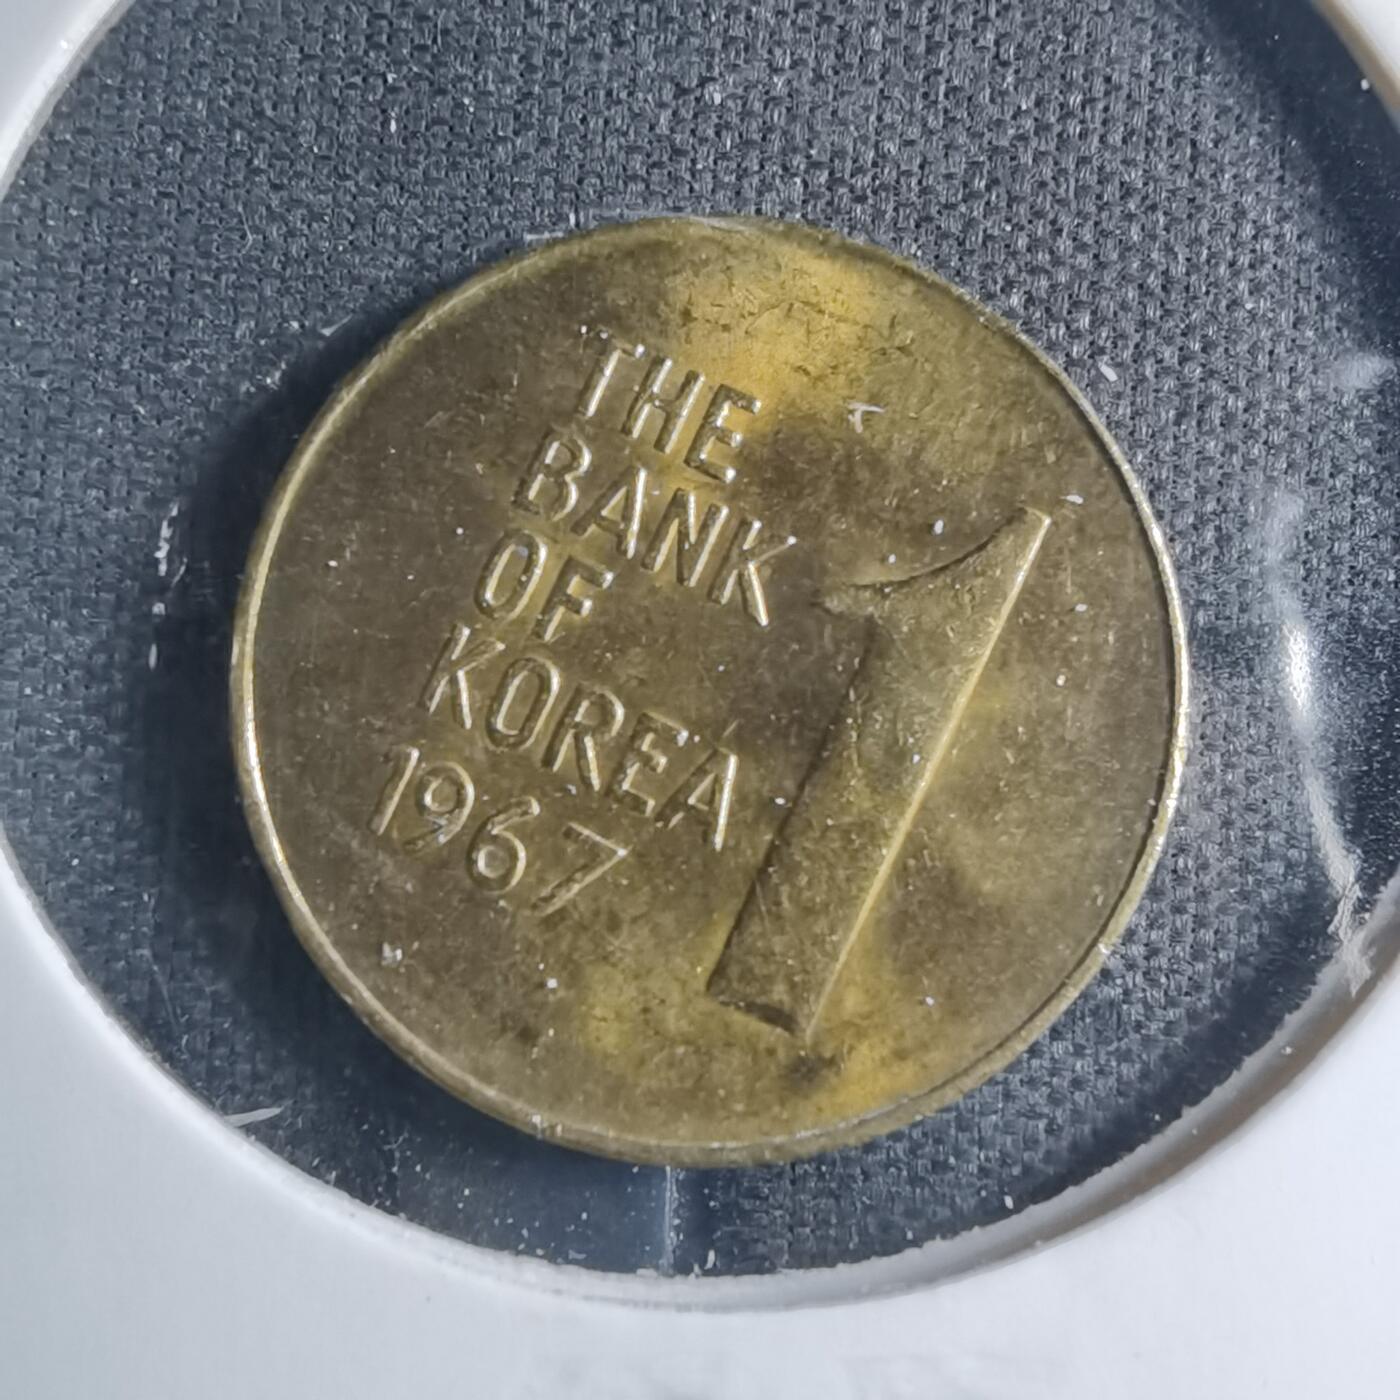 THE
BANK
OF
KOREA
1967
1